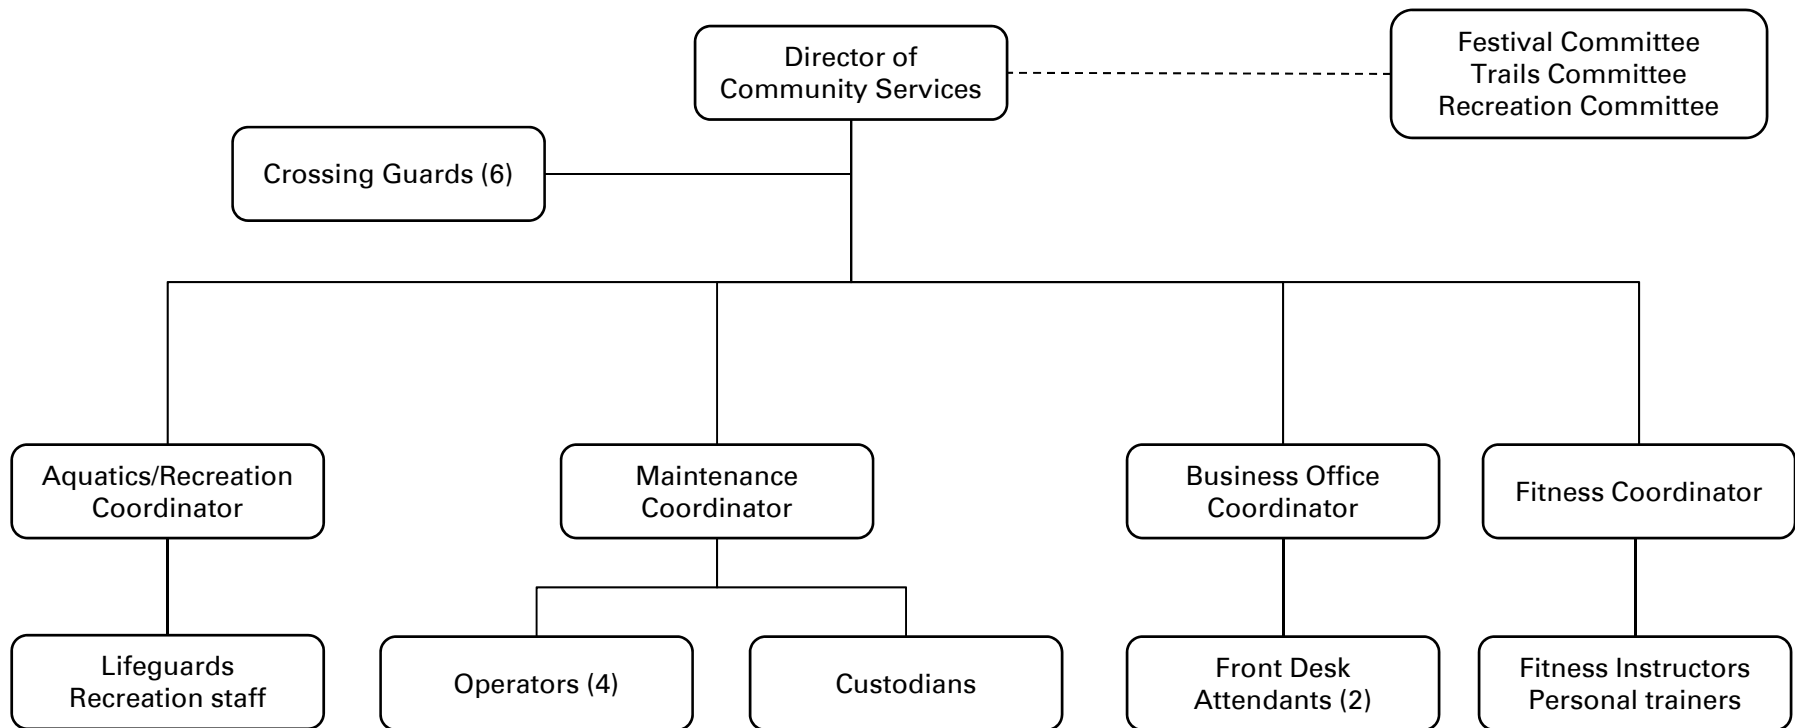 Director of
Community Services
Festival Committee
Trails Committee
Recreation Committee
Crossing Guards (6)
Aquatics/Recreation
Coordinator
Maintenance
Coordinator
Business Office
Coordinator
Fitness Coordinator
Lifeguards
Recreation staff
Operators (4)
Custodians
Front Desk
Attendants (2)
Fitness Instructors
Personal trainers